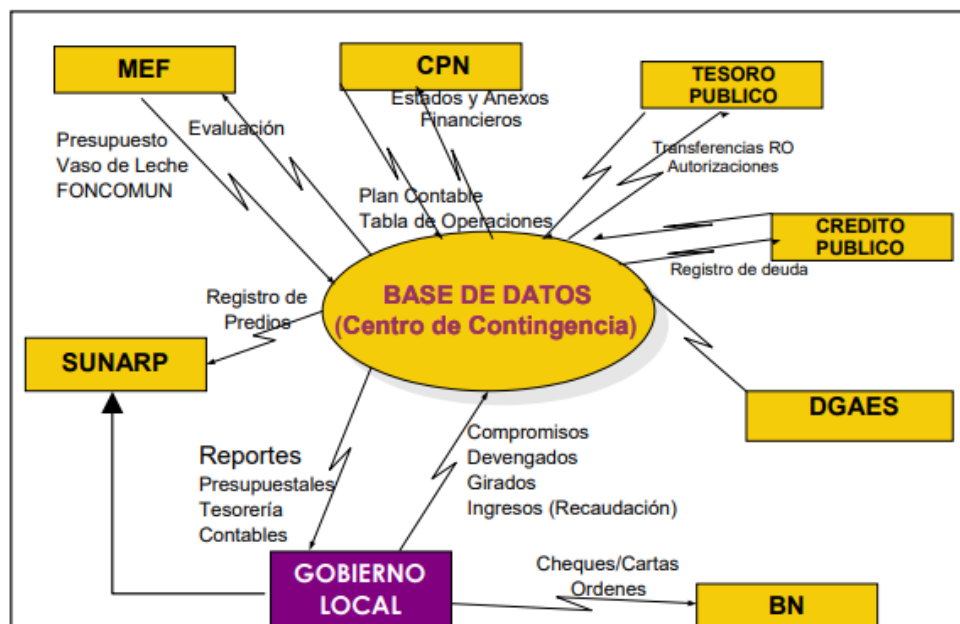 MEF
CPN
TESORO
PUBLICO
Estados y Anexos
Financieros
Evaluación
Presupuesto
Vaso de Leche
FONCOMUN
Transferencias RO
Autorizaciones
Plan Contable
Tabla de Operaciones
CREDITO
PUBLICO
Registro de deuda
BASE DE DATOS
(Centro de Contingencia)
Registro de
Predios
SUNARP
DGAES
Reportes
Presupuestales
Tesorería
Contables
Compromisos
Devengados
Girados
Ingresos (Recaudación)
GOBIERNO
LOCAL
Cheques/Cartas
Ordenes
BN